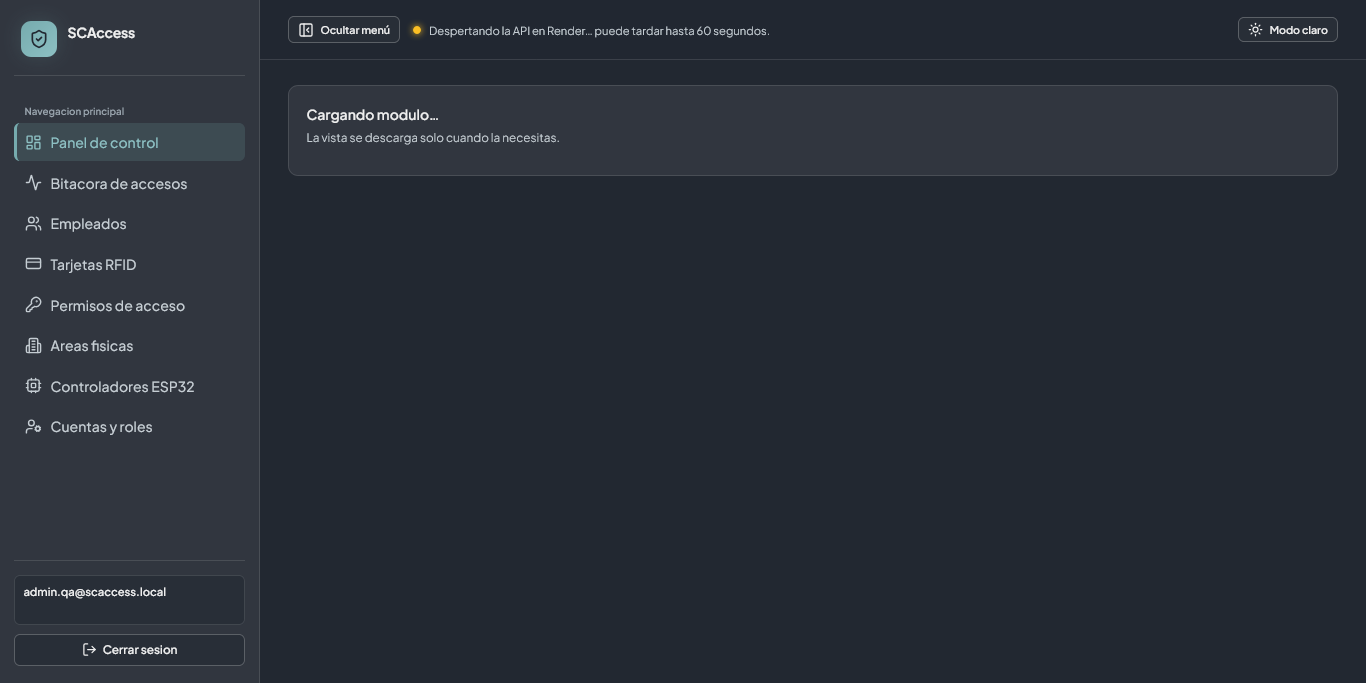 SCAccess
Navegacion principal
Panel de control
Bitacora de accesos
Empleados
Tarjetas RFID
Permisos de acceso
Areas fisicas
Controladores ESP32
Cuentas y roles
admin.qa@scaccess.local
Cerrar sesion
Ocultar menú
Despertando la API en Render... puede tardar hasta 60 segundos.
Modo claro
Cargando modulo...
La vista se descarga solo cuando la necesitas.